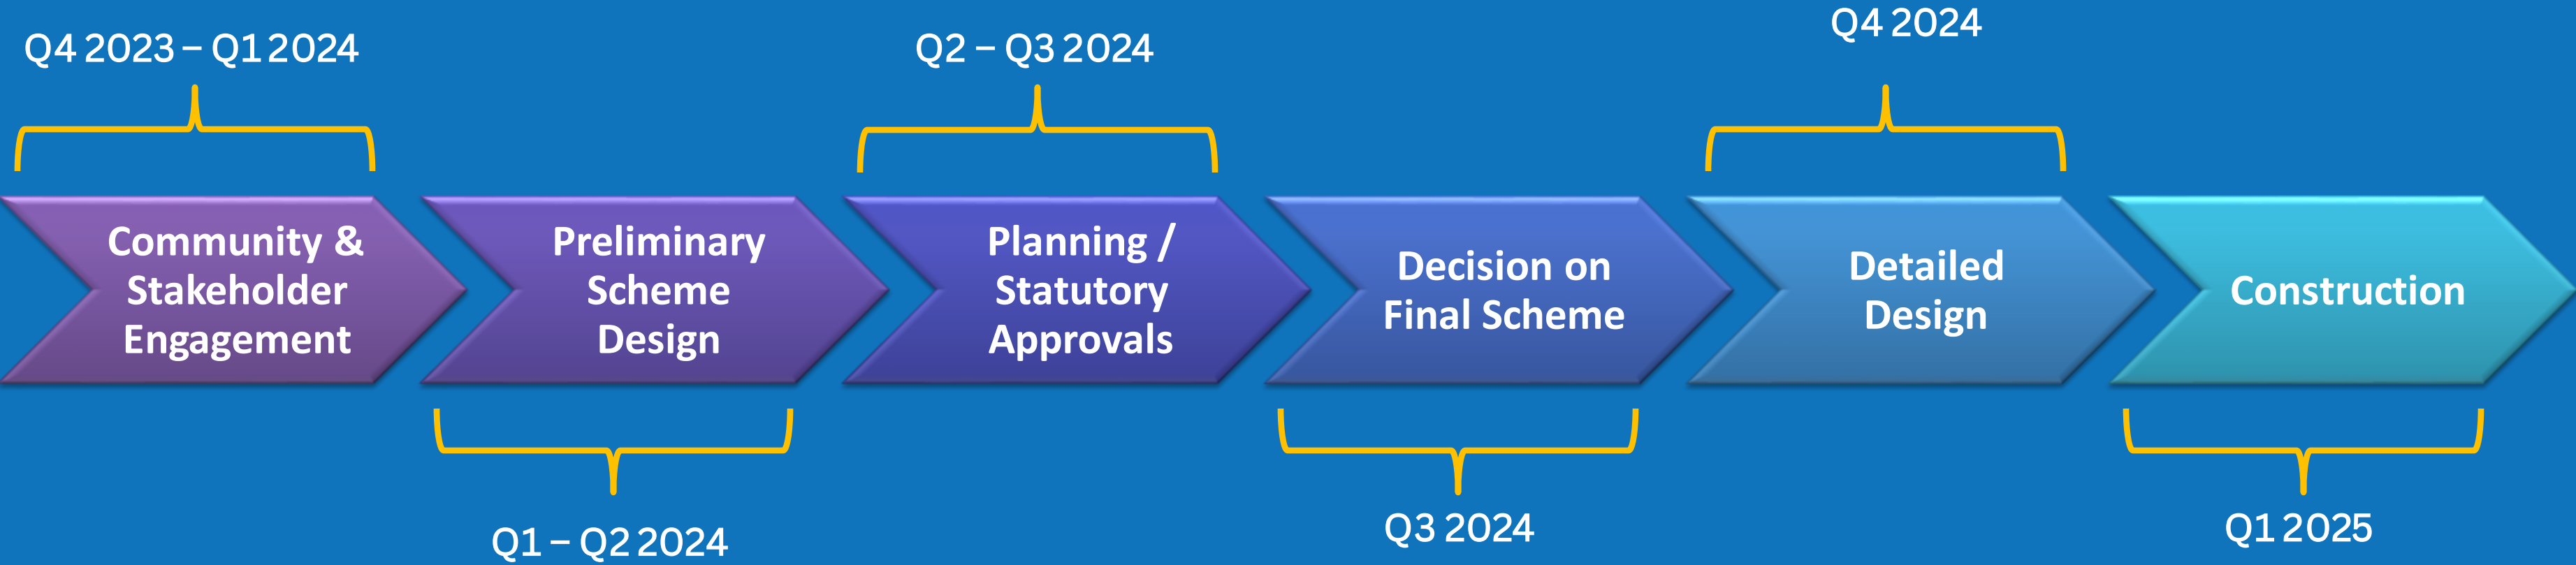 Q4 2023 – Q1 2024
Q2 – Q3 2024
Q4 2024
Community &
Stakeholder
Engagement
Preliminary
Scheme
Design
Planning /
Statutory
Approvals
Decision on
Final Scheme
Detailed
Design
Construction
Q1 – Q2 2024
Q3 2024
Q1 2025